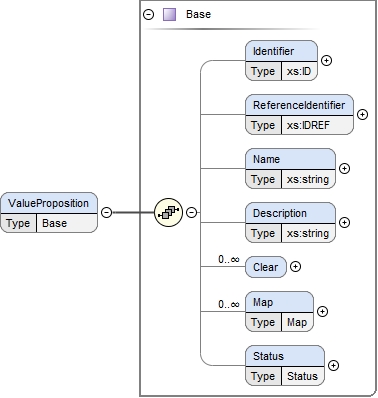 Base
Identifier
Type xs:ID
ReferenceIdentifier
Type xs:IDREF
Name
Type xs:string
ValueProposition
Type Base
Description
Type xs:string
0..∞
Clear
0..∞
Map
Type Map
Status
Type Status